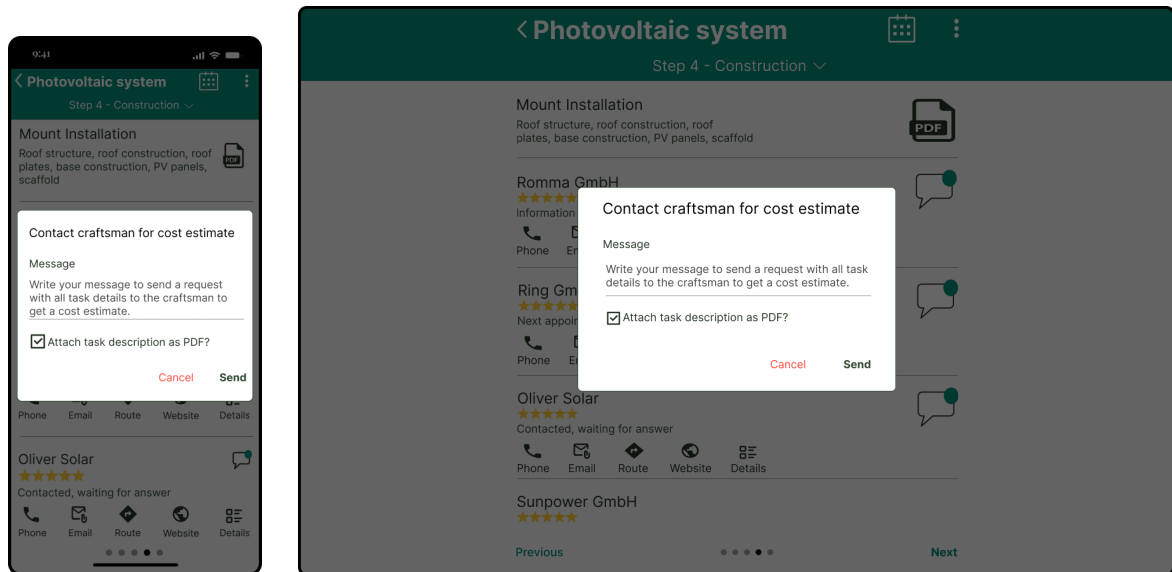 9:41
Photovoltaic system
Step 4 - Construction
Mount Installation
Roof structure, roof construction, roof
plates, base construction, PV panels,
scaffold
PDF
Contact craftsman for cost estimate
Message
Write your message to send a request
with all task details to the craftsman to
get a cost estimate.
Attach task description as PDF?
Cancel Send
Phone Email Route Website Details
Oliver Solar
Contacted, waiting for answer
Phone Email Route Website Details
Photovoltaic system
Step 4 - Construction
Mount Installation
Roof structure, roof construction, roof
plates, base construction, PV panels, scaffold
PDF
Romma GmbH
Information
Phone
Contact craftsman for cost estimate
Message
Write your message to send a request with all task
details to the craftsman to get a cost estimate.
Attach task description as PDF?
Cancel Send
Ring Gm
Next appoin
Phone
Oliver Solar
Contacted, waiting for answer
Phone Email Route Website Details
Sunpower GmbH
Previous Next